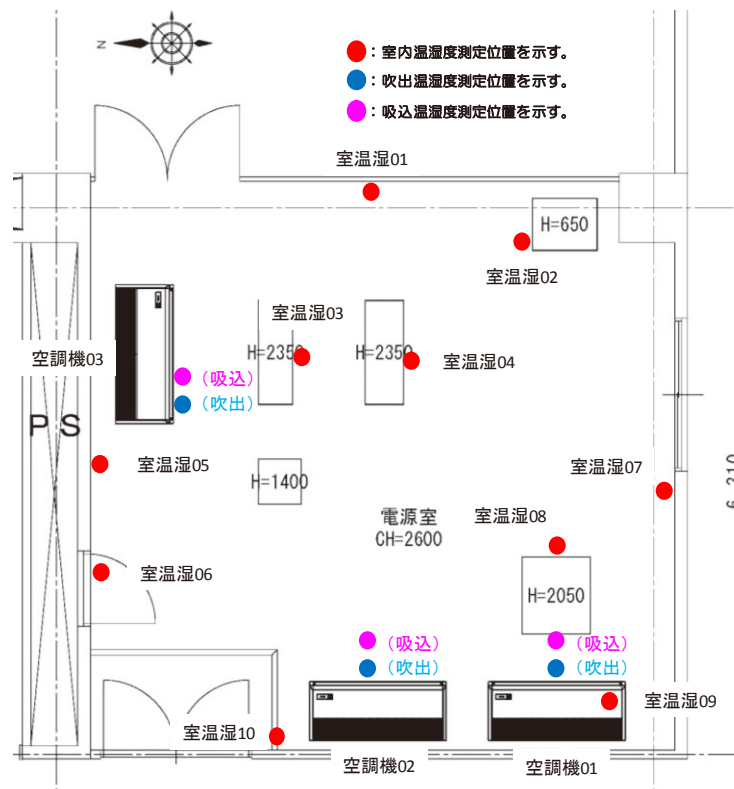 N
：室内温湿度測定位置を示す。
：吹出温湿度測定位置を示す。
：吸込温湿度測定位置を示す。
室温湿01
H=650
室温湿02
室温湿03
H=2350
H=2350
室温湿04
空調機03
（吸込）
（吹出）
PS
室温湿05
H=1400
室温湿07
6,210
電源室
CH=2600
室温湿08
室温湿06
H=2050
（吸込）
（吹出）
（吸込）
（吹出）
室温湿09
室温湿10
空調機02
空調機01